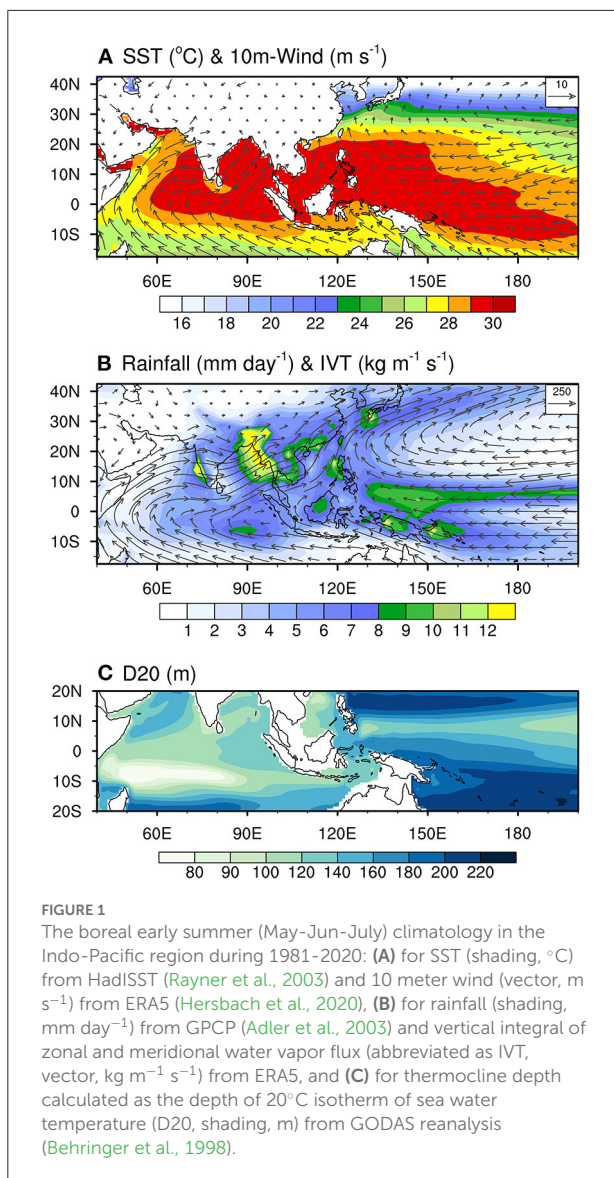 A SST (°C) & 10m-Wind (m s⁻¹)
10
40N
30N
20N
10N
0
10S
60E 90E 120E 150E 180
16 18 20 22 24 26 28 30
B Rainfall (mm day⁻¹) & IVT (kg m⁻¹ s⁻¹)
250
40N
30N
20N
10N
0
10S
60E 90E 120E 150E 180
1 2 3 4 5 6 7 8 9 10 11 12
C D20 (m)
20N
10N
0
10S
20S
60E 90E 120E 150E 180
80 90 100 120 140 160 180 200 220
FIGURE 1
The boreal early summer (May-Jun-July) climatology in the
Indo-Pacific region during 1981-2020: (A) for SST (shading, °C)
from HadISST (Rayner et al., 2003) and 10 meter wind (vector, m
s⁻¹) from ERA5 (Hersbach et al., 2020), (B) for rainfall (shading,
mm day⁻¹) from GPCP (Adler et al., 2003) and vertical integral of
zonal and meridional water vapor flux (abbreviated as IVT,
vector, kg m⁻¹ s⁻¹) from ERA5, and (C) for thermocline depth
calculated as the depth of 20°C isotherm of sea water
temperature (D20, shading, m) from GODAS reanalysis
(Behringer et al., 1998).